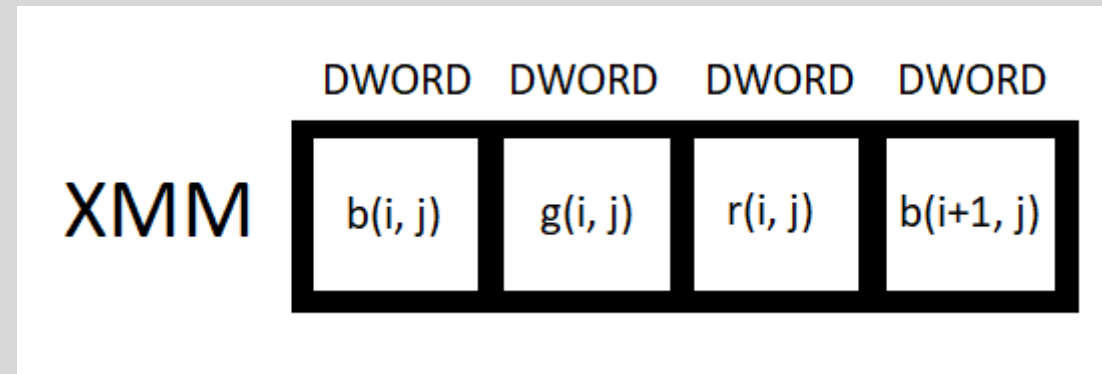 DWORD DWORD DWORD DWORD
XMM b(i, j) g(i, j) r(i, j) b(i+1, j)